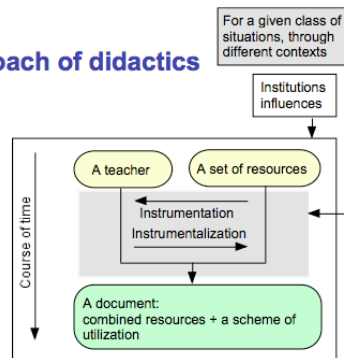 For a given class of
situations, through
different contexts
of didactics
Institutions
influences
A teacher
A set of resources
Instrumentation
Instrumentalization
Course of time
A document:
combined resources + a scheme of
utilization